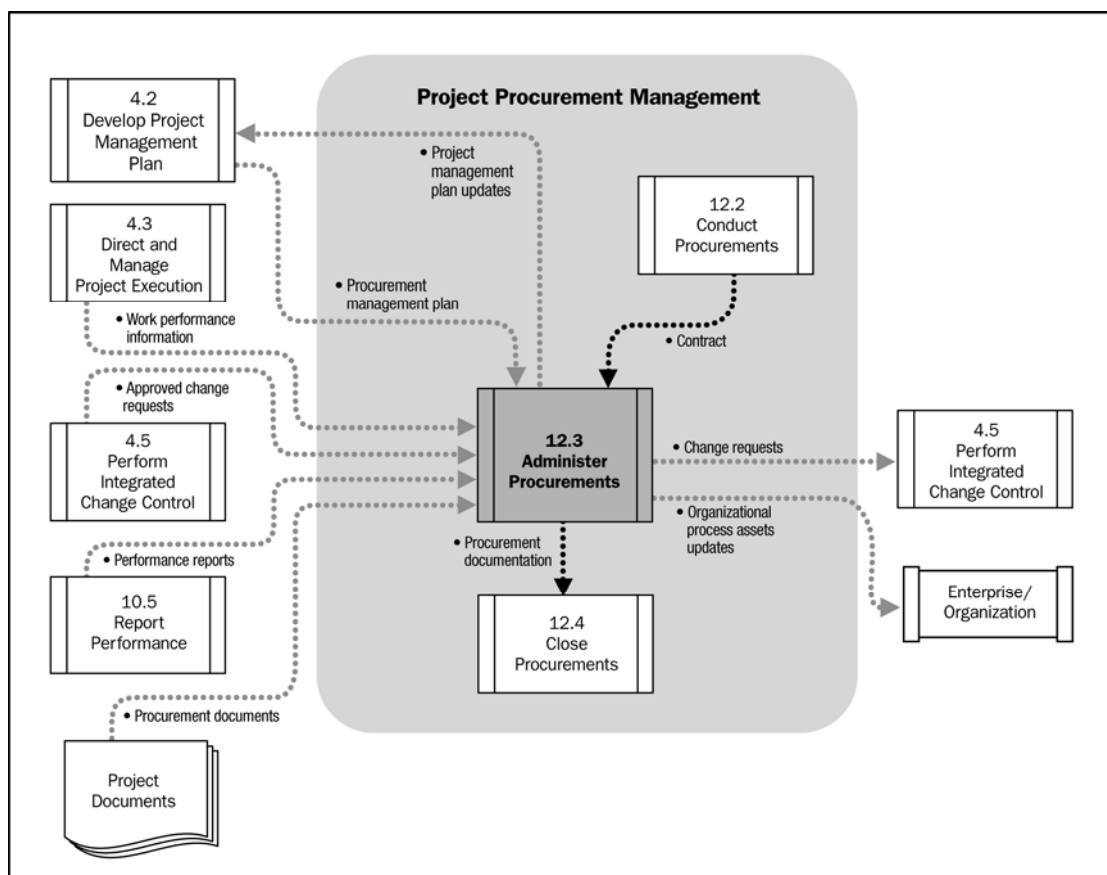 Project Procurement Management
4.2
Develop Project
Management
Plan
• Project
management
plan updates
12.2
Conduct
Procurements
4.3
Direct and
Manage
Project Execution
• Procurement
management plan
• Work performance
information
• Contract
• Approved change
requests
4.5
Perform
Integrated
Change Control
12.3
Administer
Procurements
• Change requests
4.5
Perform
Integrated
Change Control
• Organizational
process assets
updates
• Procurement
documentation
• Performance reports
10.5
Report
Performance
Enterprise/
Organization
12.4
Close
Procurements
• Procurement documents
Project
Documents